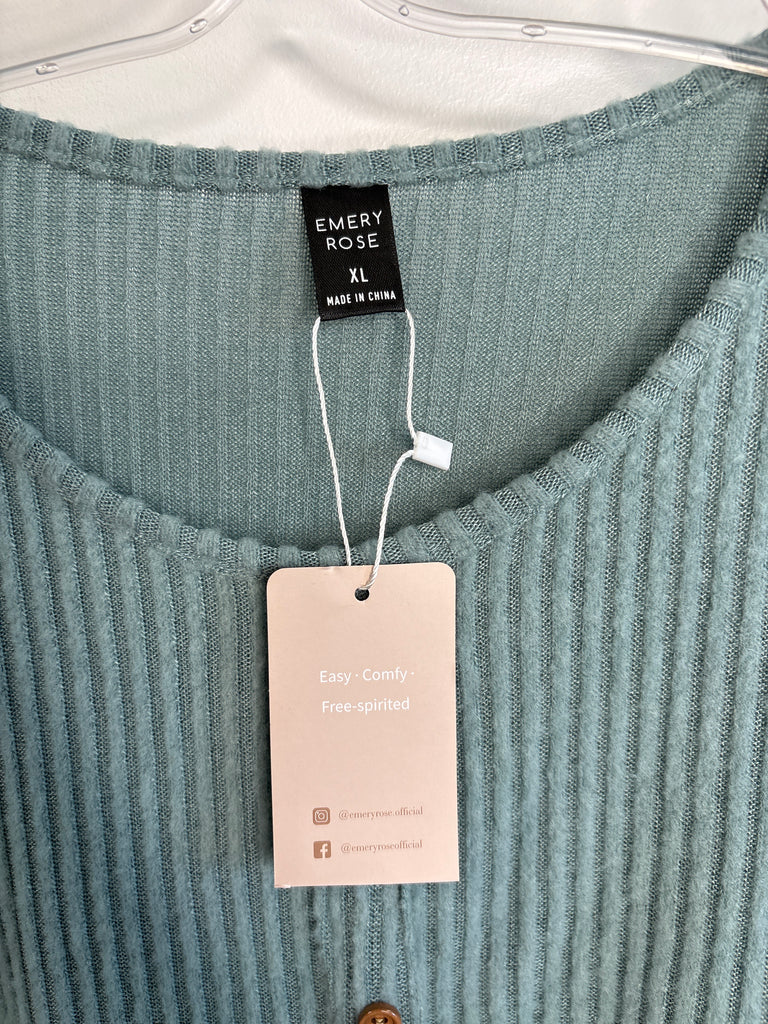 EMERY
ROSE
XL
MADE IN CHINA
Easy · Comfy ·
Free-spirited
@emeryrose.official
@emeryroseofficial